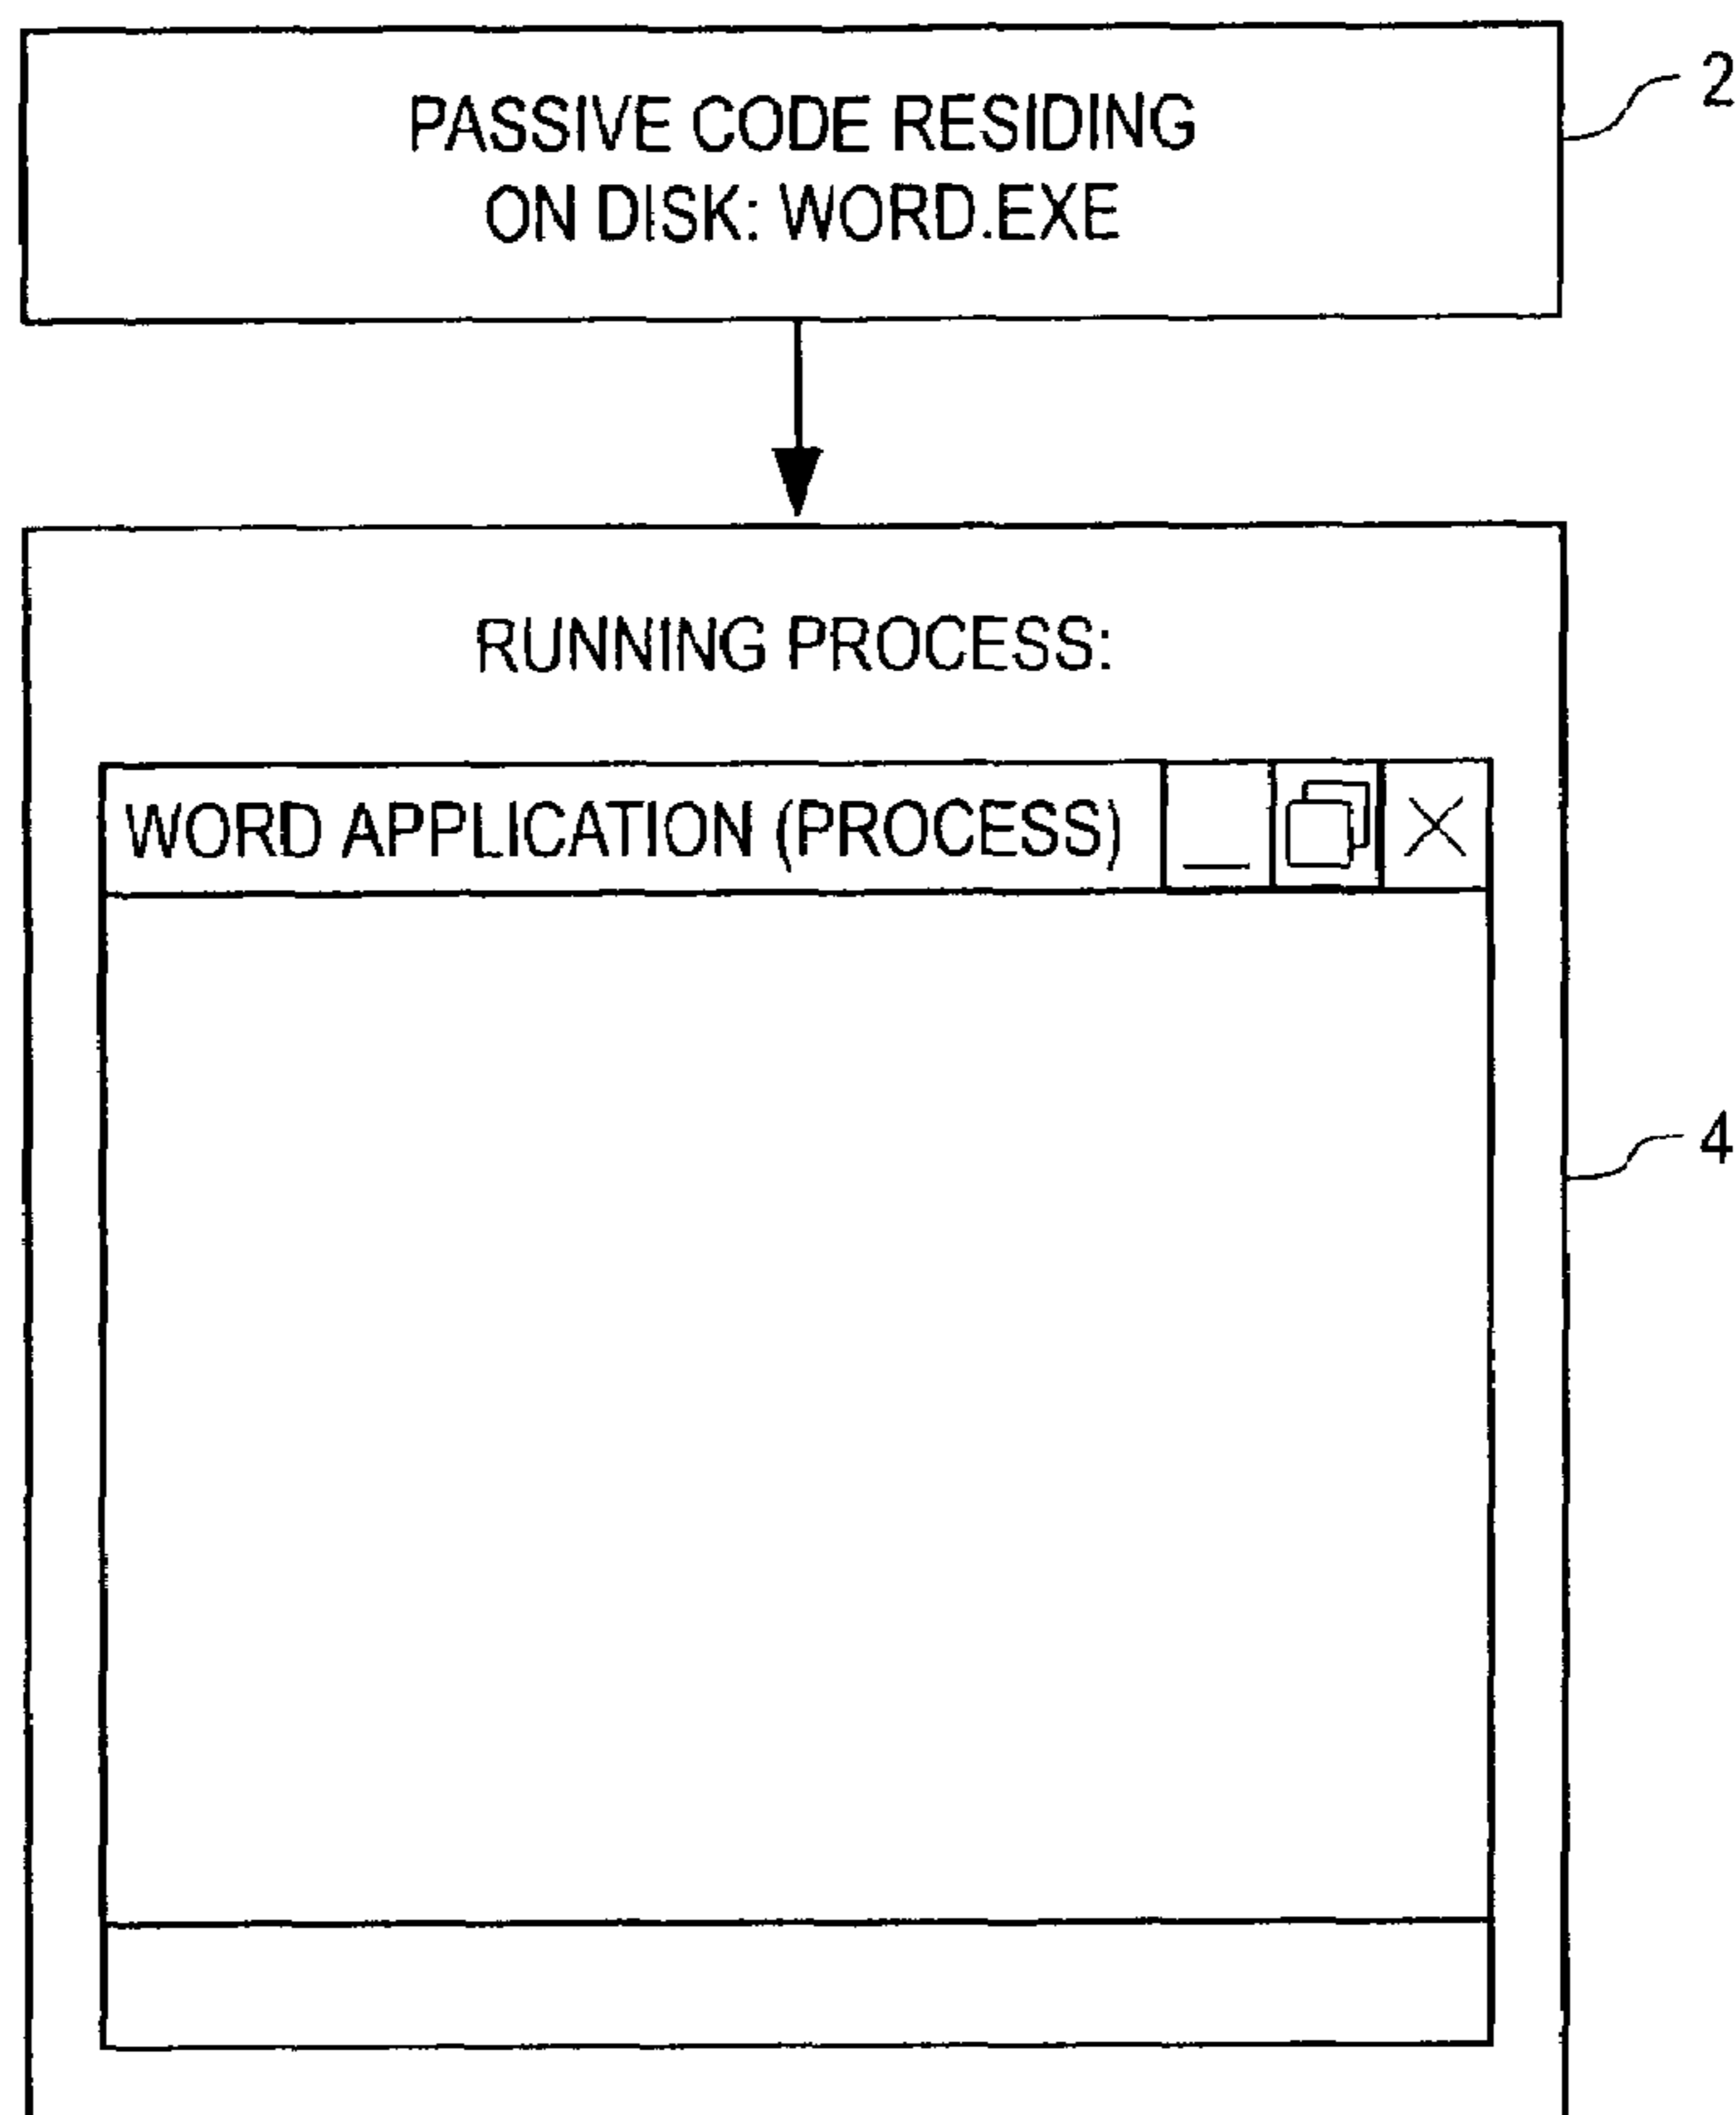 PASSIVE CODE RESIDING
ON DISK: WORD.EXE
2
RUNNING PROCESS:
WORD APPLICATION (PROCESS)
4